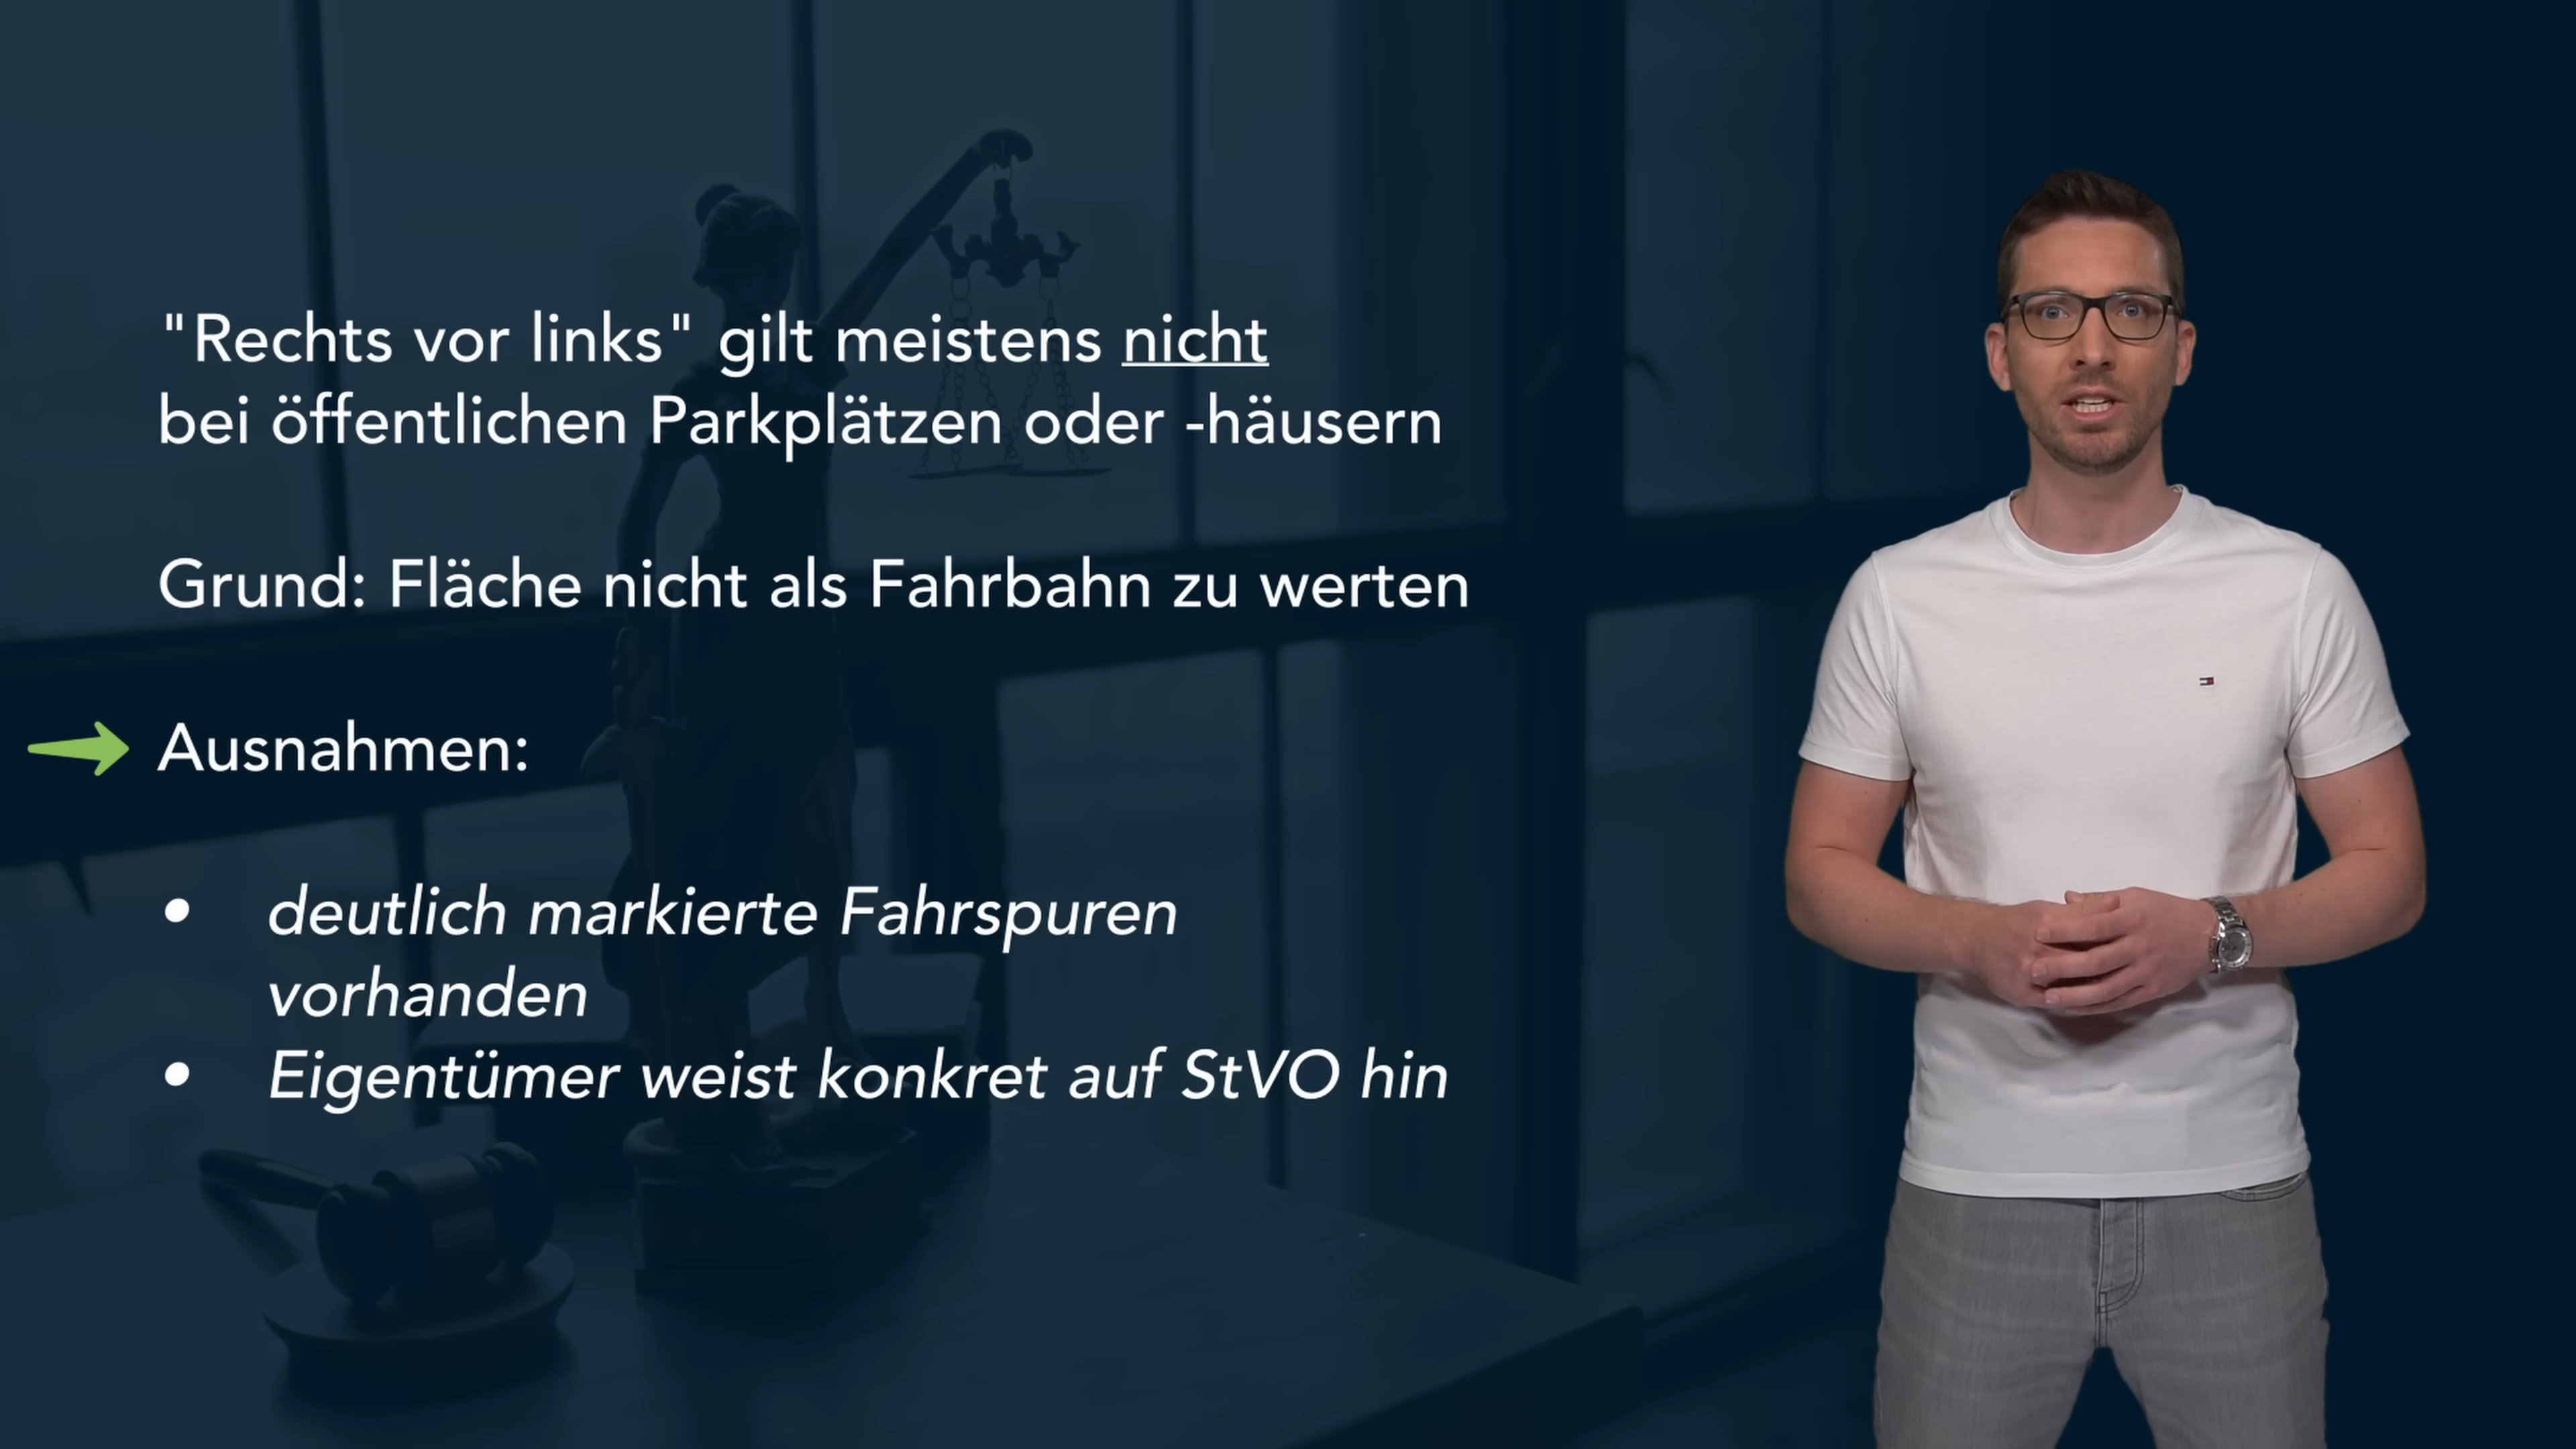 "Rechts vor links" gilt meistens nicht
bei öffentlichen Parkplätzen oder -häusern
Grund: Fläche nicht als Fahrbahn zu werten
Ausnahmen:
• deutlich markierte Fahrspuren
vorhanden
• Eigentümer weist konkret auf StVO hin